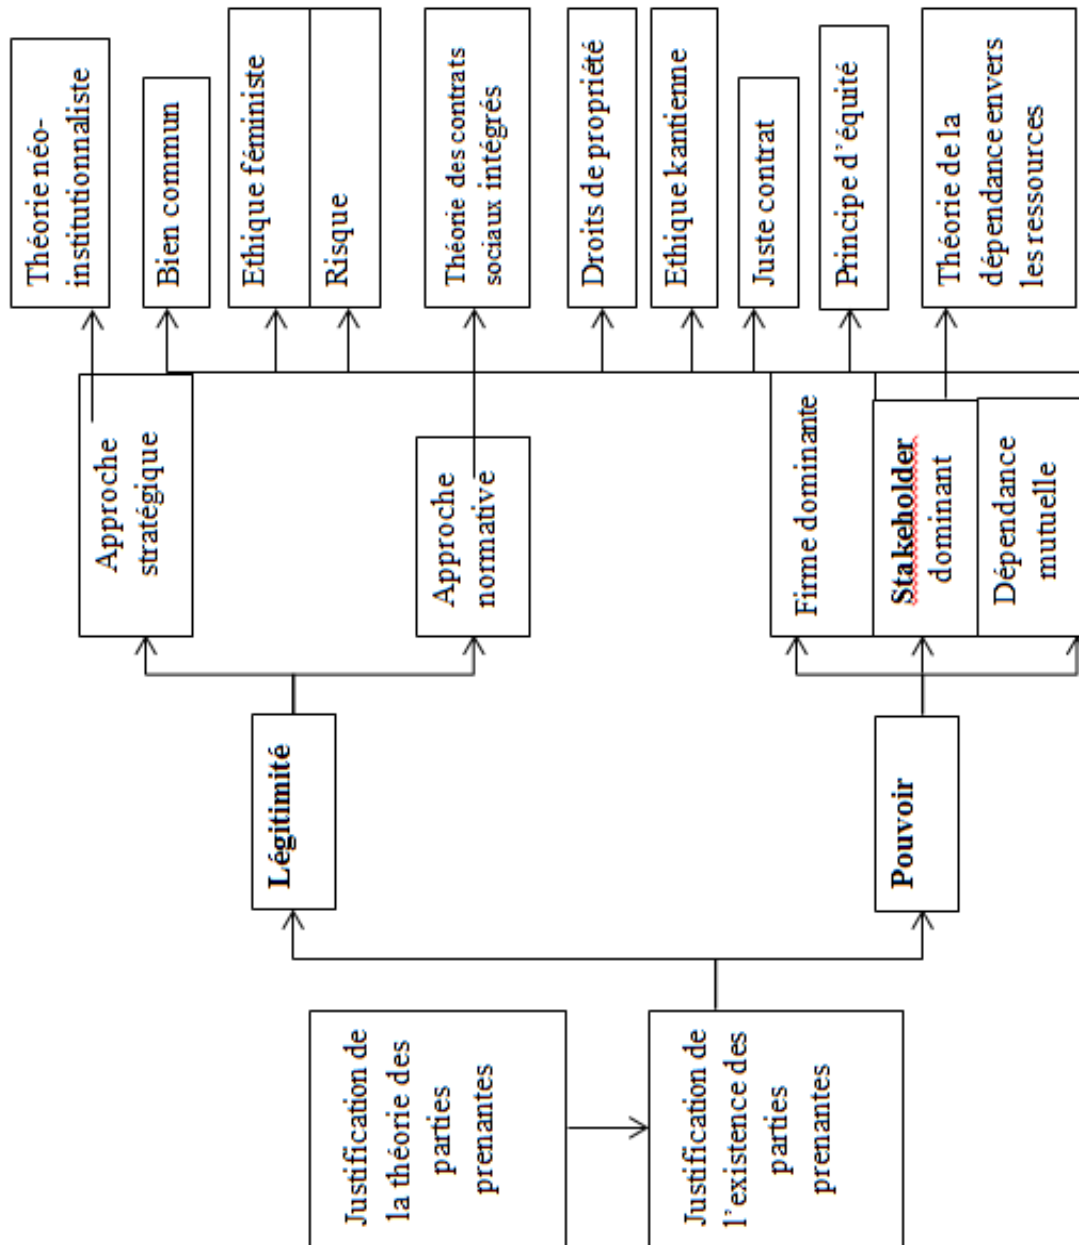 Justification de
la théorie des
parties
prenantes
Justification de
l'existence des
parties
prenantes
Légitimité
Pouvoir
Approche
stratégique
Approche
normative
Firme dominante
Stakeholder
dominant
Dépendance
mutuelle
Théorie néo-
institutionnaliste
Bien commun
Ethique féministe
Risque
Théorie des contrats
sociaux intégrés
Droits de propriété
Ethique kantienne
Juste contrat
Principe d'équité
Théorie de la
dépendance envers
les ressources